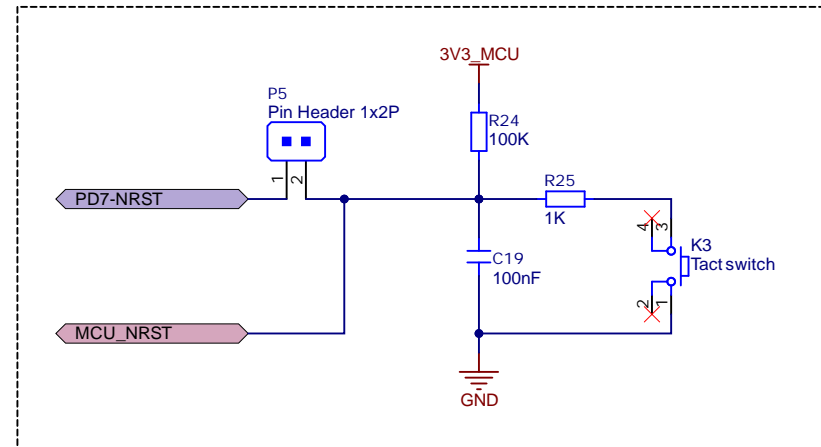 3V3_MCU
P5
Pin Header 1x2P
R24
100K
1
2
PD7-NRST
R25
1K
4
3
K3
Tact switch
C19
100nF
2
1
MCU_NRST
GND